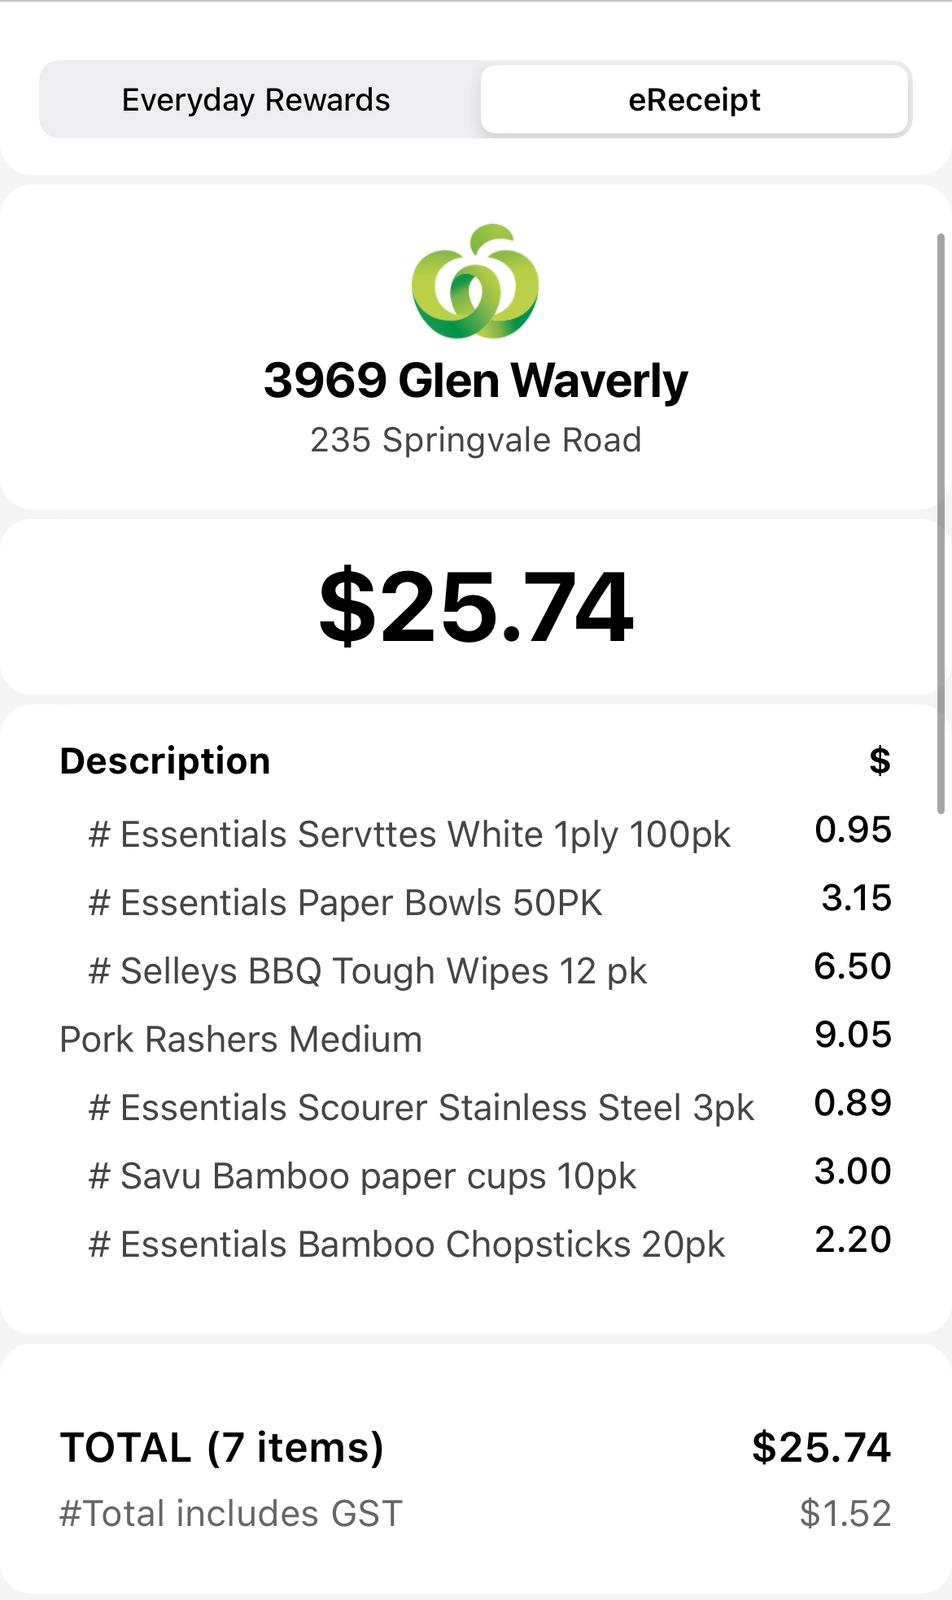 Everyday Rewards eReceipt
3969 Glen Waverly
235 Springvale Road
$25.74
Description $
# Essentials Servttes White 1ply 100pk 0.95
# Essentials Paper Bowls 50PK 3.15
# Selleys BBQ Tough Wipes 12 pk 6.50
Pork Rashers Medium 9.05
# Essentials Scourer Stainless Steel 3pk 0.89
# Savu Bamboo paper cups 10pk 3.00
# Essentials Bamboo Chopsticks 20pk 2.20
TOTAL (7 items) $25.74
#Total includes GST $1.52